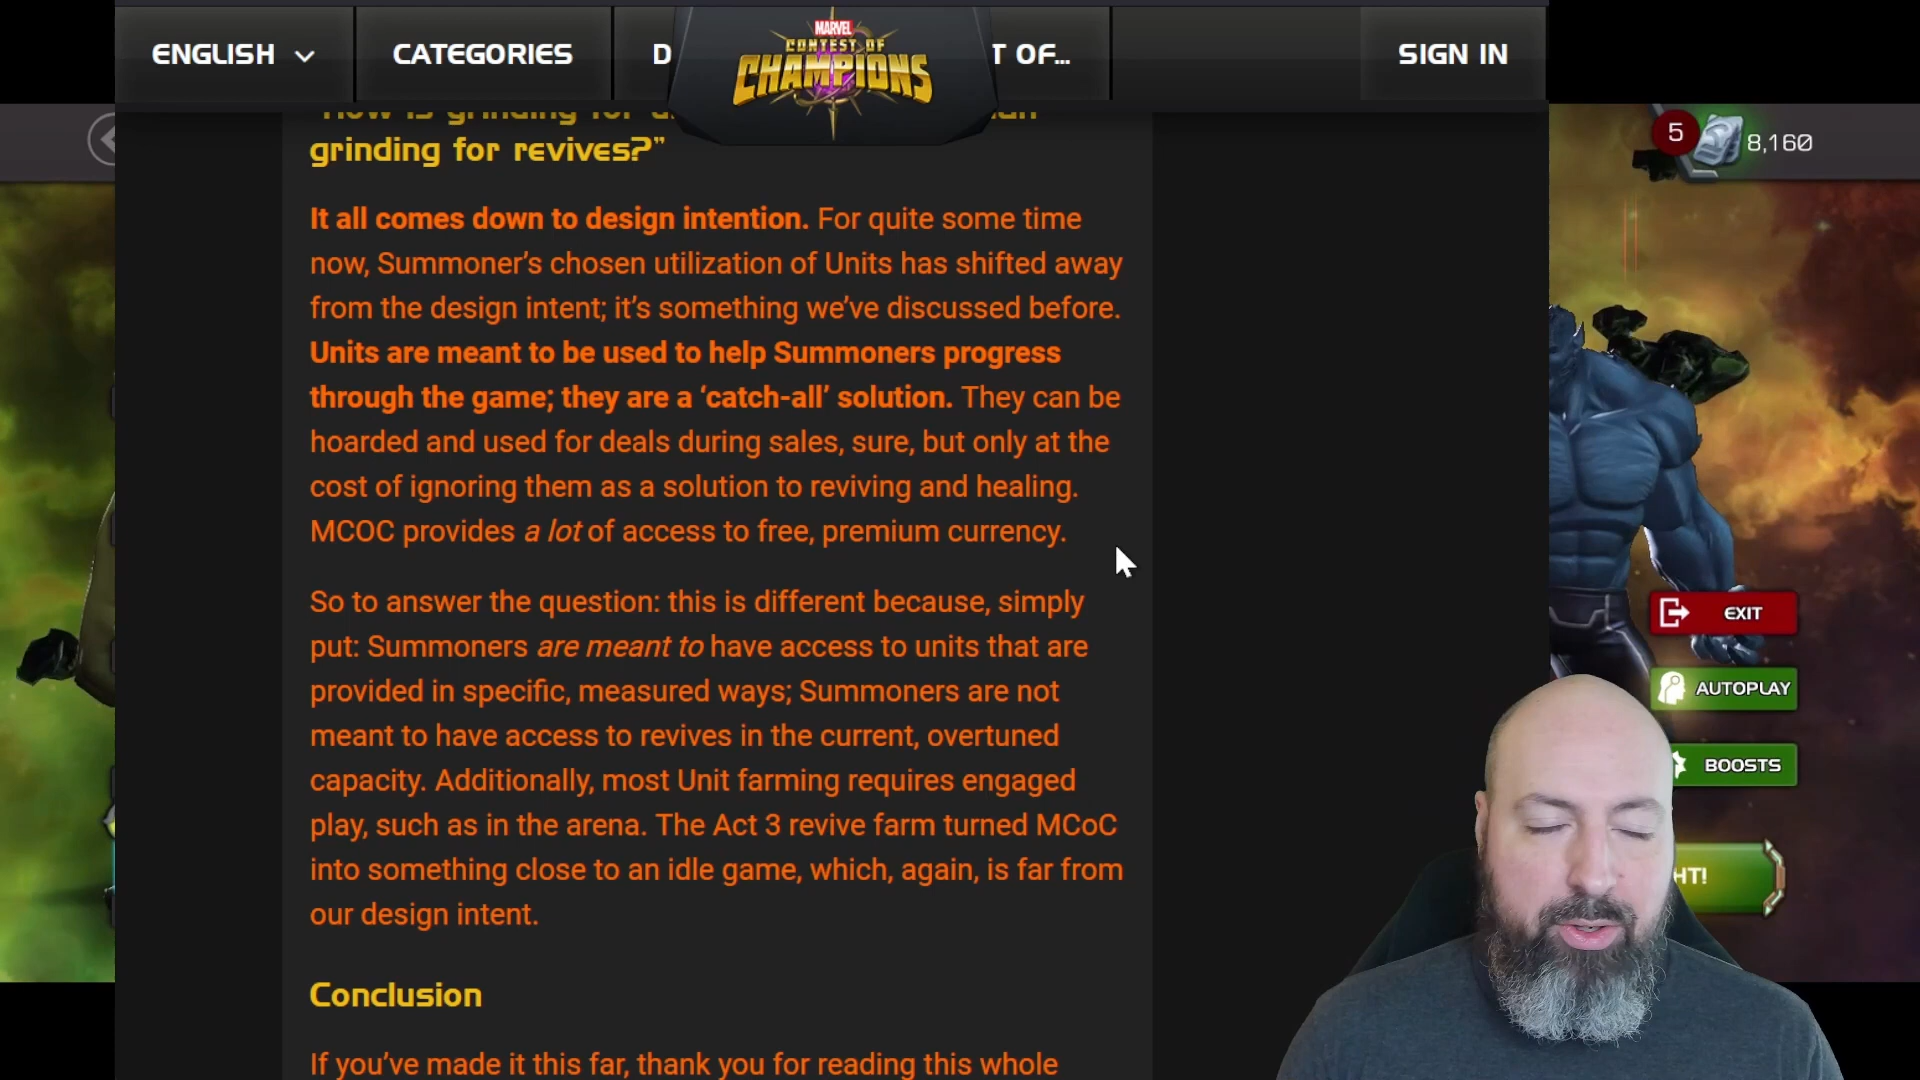 ENGLISH
CATEGORIES
D
MARVEL
CONTEST OF
CHAMPIONS
T OF...
SIGN IN
5
8,160
"How is grinding for
grinding for revives?"
It all comes down to design intention. For quite some time
now, Summoner's chosen utilization of Units has shifted away
from the design intent; it's something we've discussed before.
Units are meant to be used to help Summoners progress
through the game; they are a 'catch-all' solution. They can be
hoarded and used for deals during sales, sure, but only at the
cost of ignoring them as a solution to reviving and healing.
MCOC provides a lot of access to free, premium currency.
So to answer the question: this is different because, simply
put: Summoners are meant to have access to units that are
provided in specific, measured ways; Summoners are not
meant to have access to revives in the current, overtuned
capacity. Additionally, most Unit farming requires engaged
play, such as in the arena. The Act 3 revive farm turned MCoC
into something close to an idle game, which, again, is far from
our design intent.
Conclusion
If you've made it this far, thank you for reading this whole
EXIT
AUTOPLAY
BOOSTS
HT!